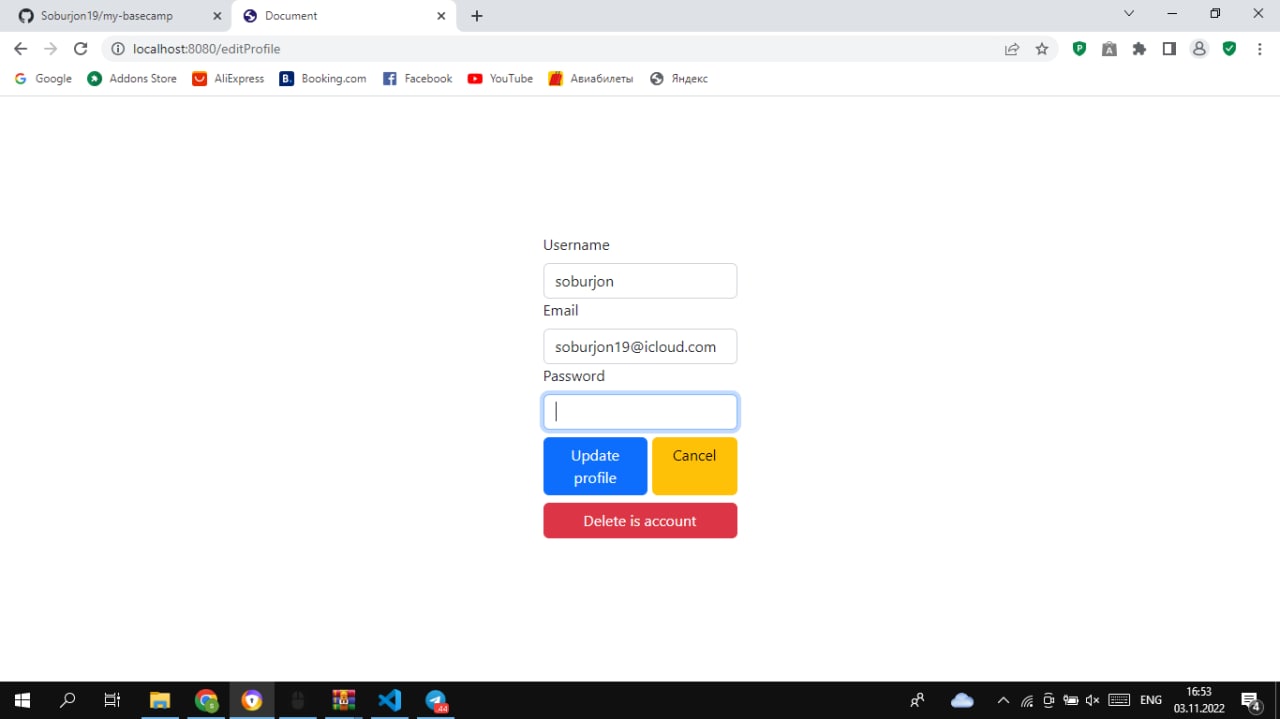 Soburjon19/my-basecamp
Document
localhost:8080/editProfile
Google
Addons Store
AliExpress
B.
Booking.com
Facebook
YouTube
Авиабилеты
Яндекс
Username
soburjon
Email
soburjon19@icloud.com
Password
Update
profile
Cancel
Delete is account
44
ENG
16:53
03.11.2022
4